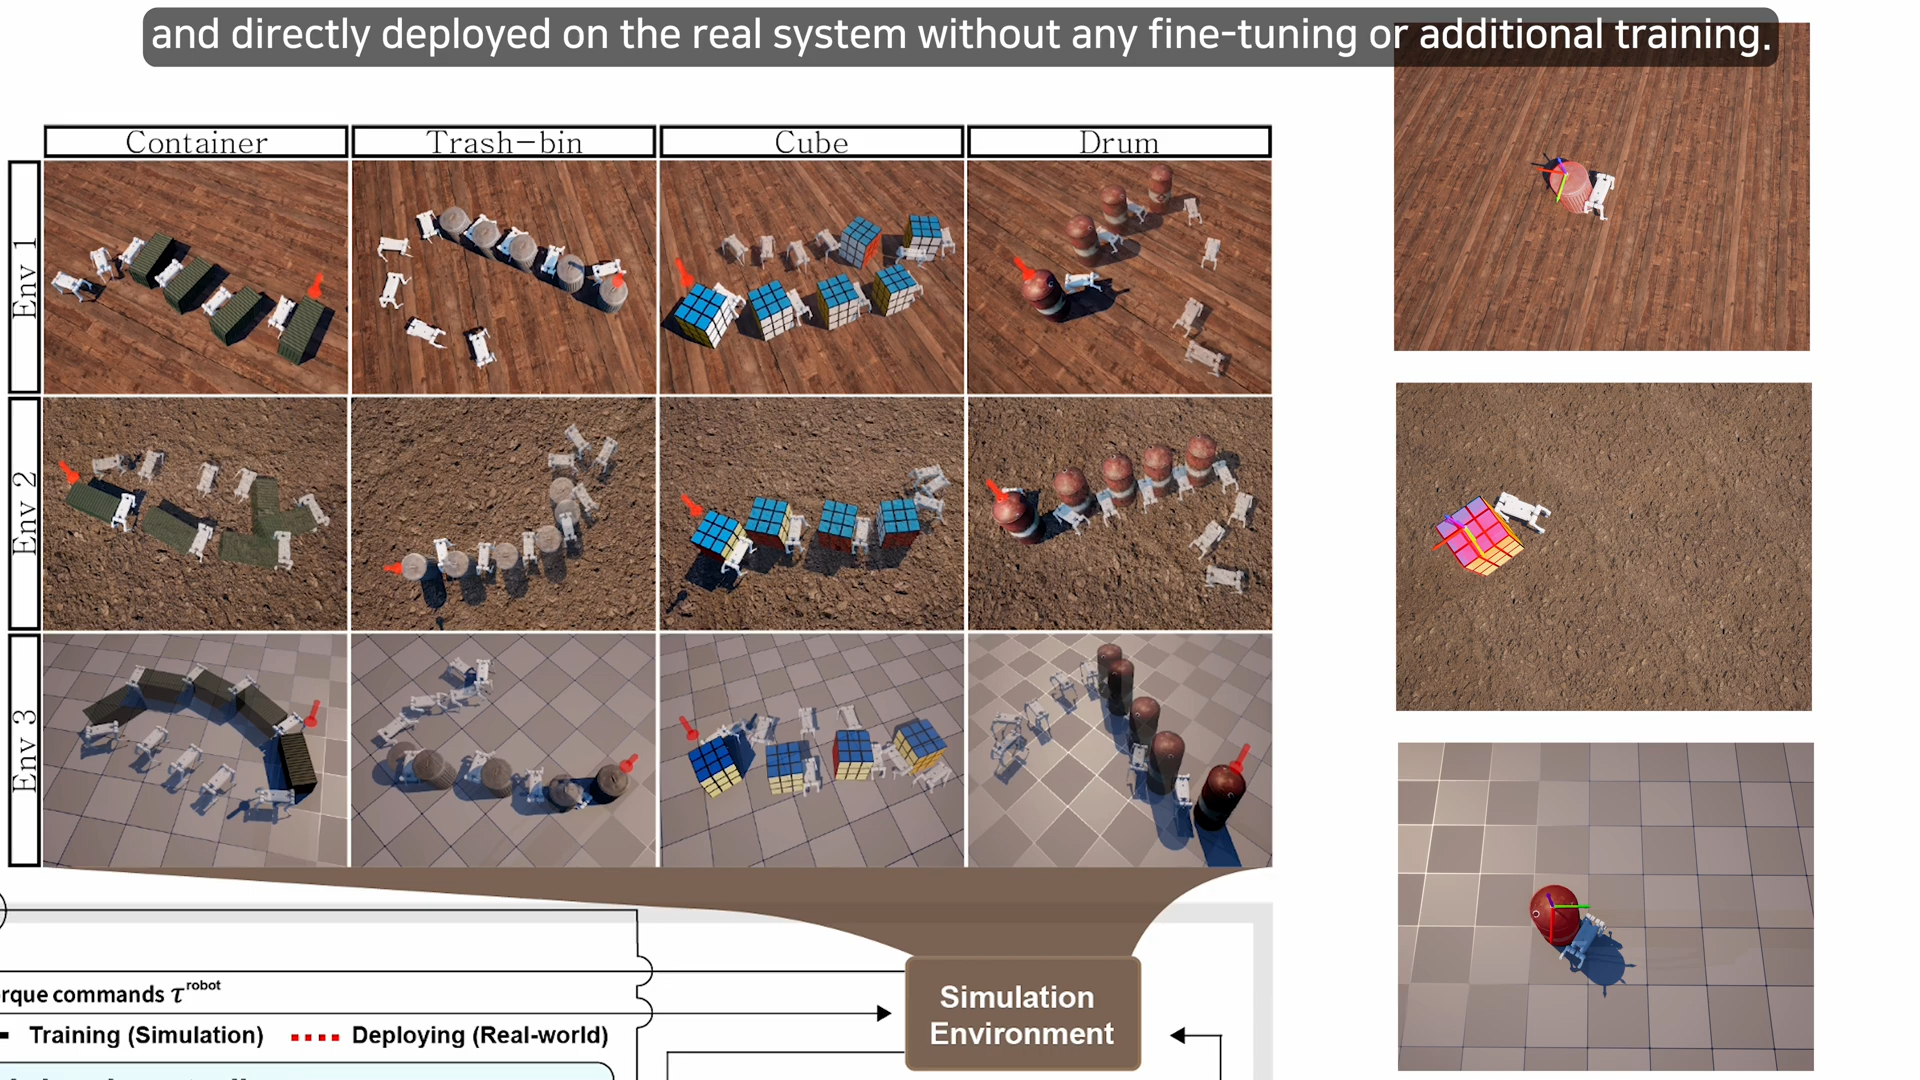 and directly deployed on the real system without any fine-tuning or additional training.
Container
Trash-bin
Cube
Drum
Env 1
Env 2
Env 3
Simulation
Environment
rque commands τ^robot
Training (Simulation)
Deploying (Real-world)